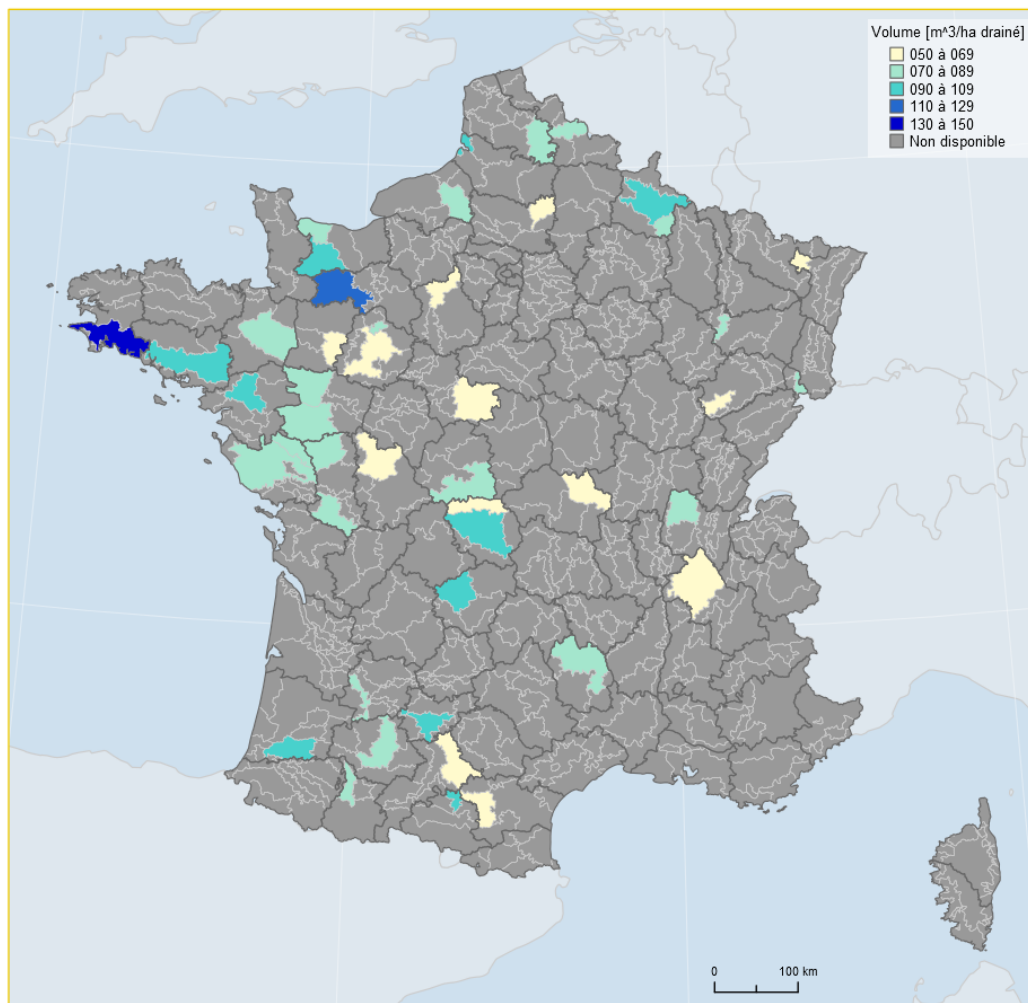 Volume [m^3/ha drainé]
050 à 069
070 à 089
090 à 109
110 à 129
130 à 150
Non disponible
0 100 km